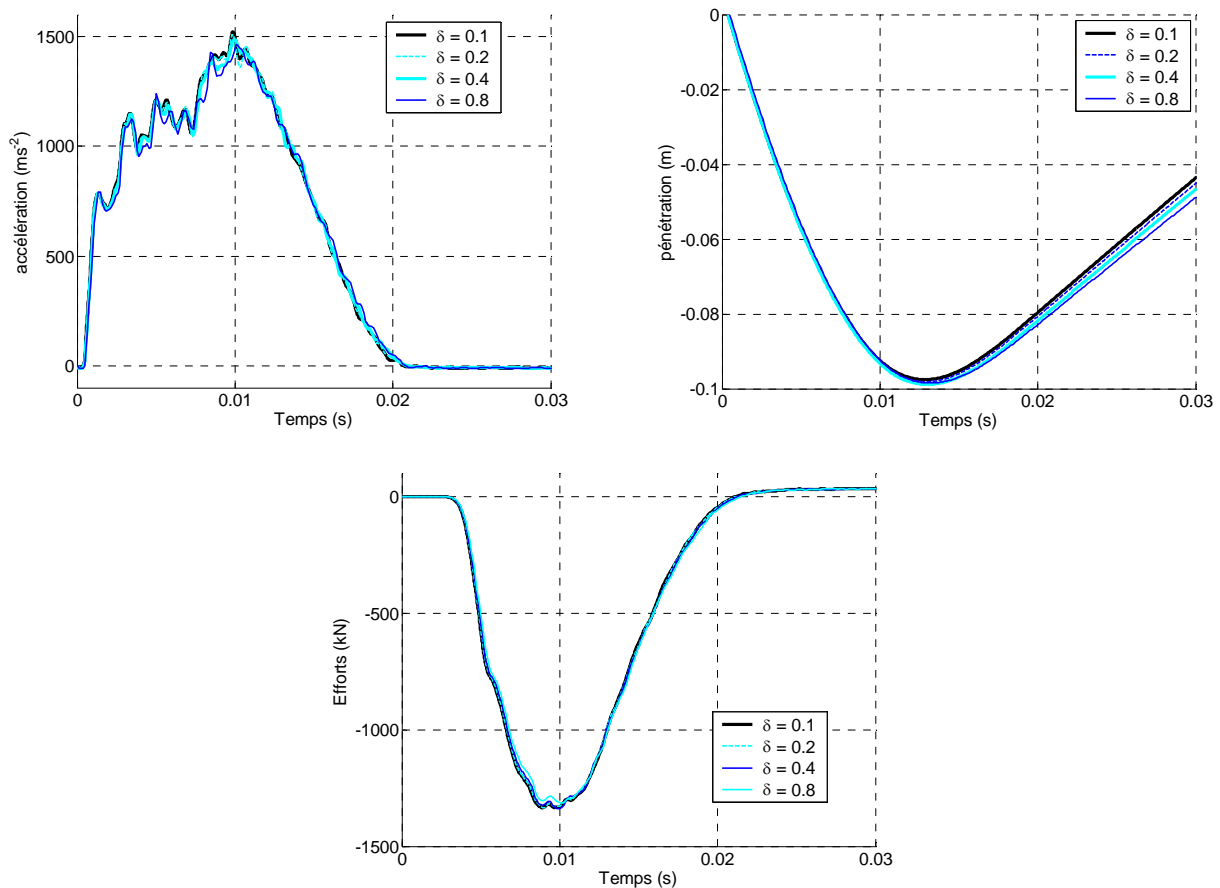 accélération (ms-2)
1500
1000
500
0
0
0.01
0.02
0.03
Temps (s)
δ = 0.1
δ = 0.2
δ = 0.4
δ = 0.8
pénétration (m)
0
-0.02
-0.04
-0.06
-0.08
-0.1
0
0.01
0.02
0.03
Temps (s)
δ = 0.1
δ = 0.2
δ = 0.4
δ = 0.8
Efforts (kN)
0
-500
-1000
-1500
0
0.01
0.02
0.03
Temps (s)
δ = 0.1
δ = 0.2
δ = 0.4
δ = 0.8